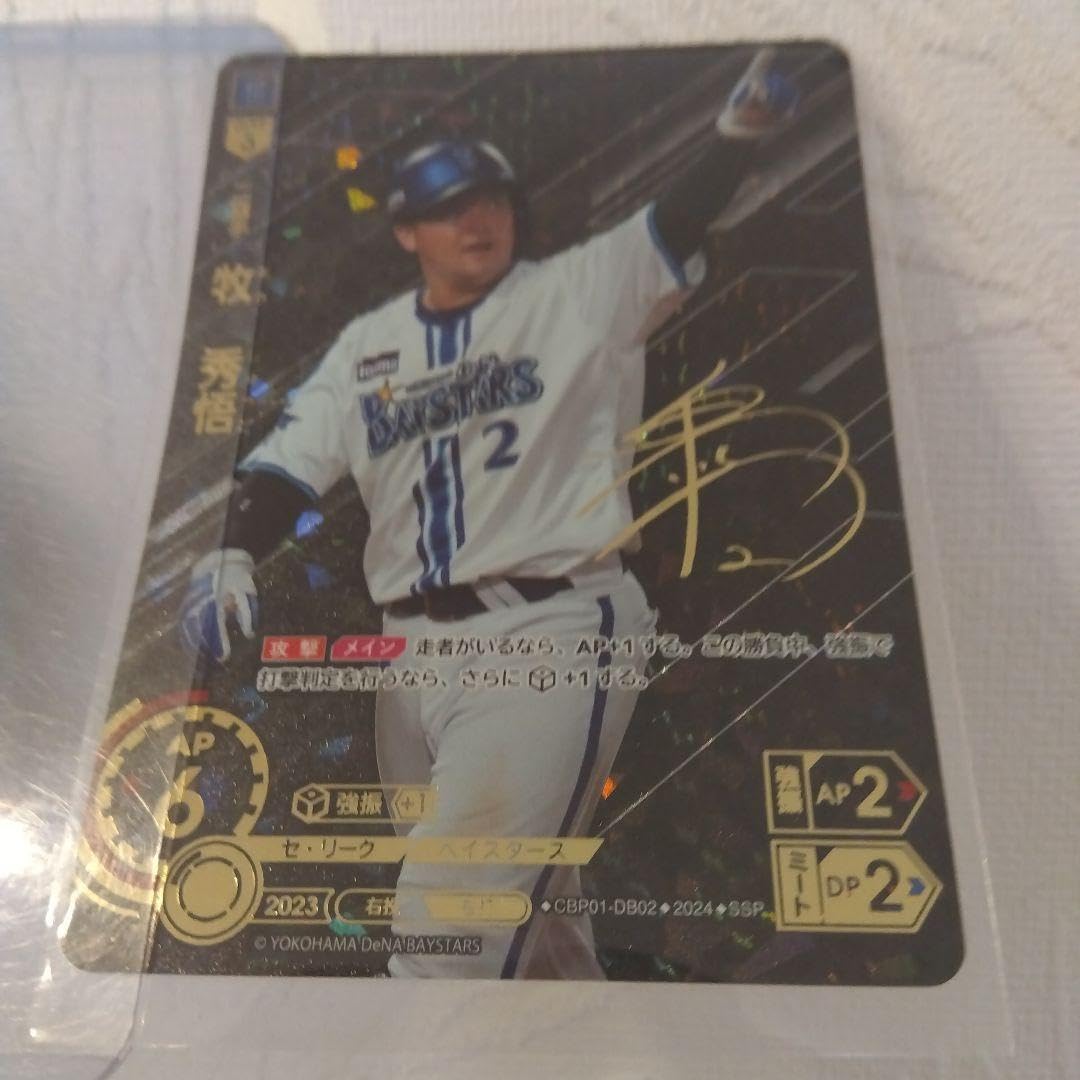 牧 秀悟
BAYSTARS
2
攻撃 メイン 走者がいるなら、AP+1する。この勝負中、強振で
打撃判定を行うなら、さらに +1する。
AP
6
強振 +1
セ・リーグ ベイスターズ
2023
右投
◆CBP01-DB02◆2024◆SSP
© YOKOHAMA DeNA BAYSTARS
強振 AP 2
ミート DP 2